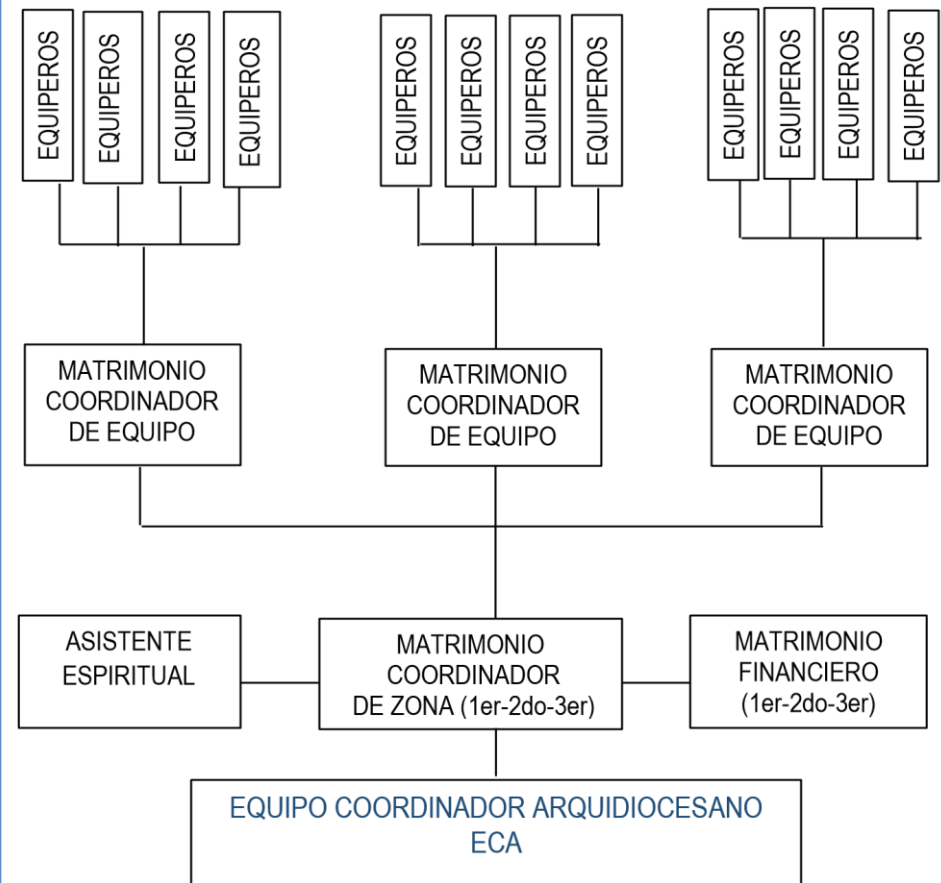 EQUIPEROS
EQUIPEROS
EQUIPEROS
EQUIPEROS
EQUIPEROS
EQUIPEROS
EQUIPEROS
EQUIPEROS
EQUIPEROS
EQUIPEROS
EQUIPEROS
EQUIPEROS
MATRIMONIO
COORDINADOR
DE EQUIPO
MATRIMONIO
COORDINADOR
DE EQUIPO
MATRIMONIO
COORDINADOR
DE EQUIPO
ASISTENTE
ESPIRITUAL
MATRIMONIO
COORDINADOR
DE ZONA (1er-2do-3er)
MATRIMONIO
FINANCIERO
(1er-2do-3er)
EQUIPO COORDINADOR ARQUIDIOCESANO
ECA